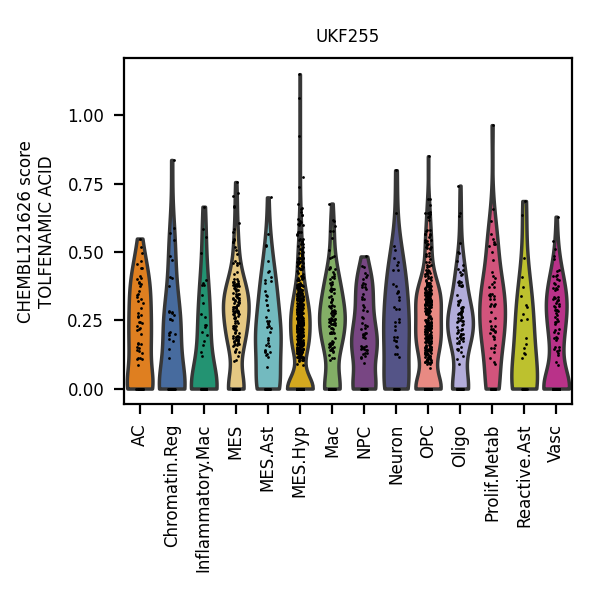 UKF255
CHEMBL121626 score
TOLFENAMIC ACID
1.00
0.75
0.50
0.25
0.00
AC
Chromatin.Reg
Inflammatory.Mac
MES
MES.Ast
MES.Hyp
Mac
NPC
Neuron
OPC
Oligo
Prolif.Metab
Reactive.Ast
Vasc